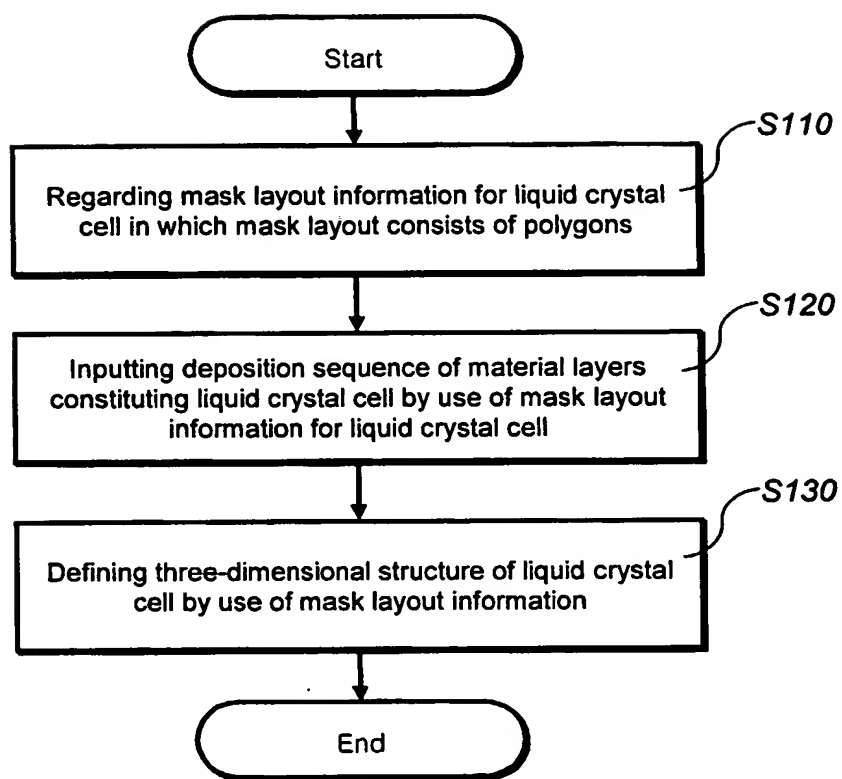 Start
S110
Regarding mask layout information for liquid crystal
cell in which mask layout consists of polygons
S120
Inputting deposition sequence of material layers
constituting liquid crystal cell by use of mask layout
information for liquid crystal cell
S130
Defining three-dimensional structure of liquid crystal
cell by use of mask layout information
End